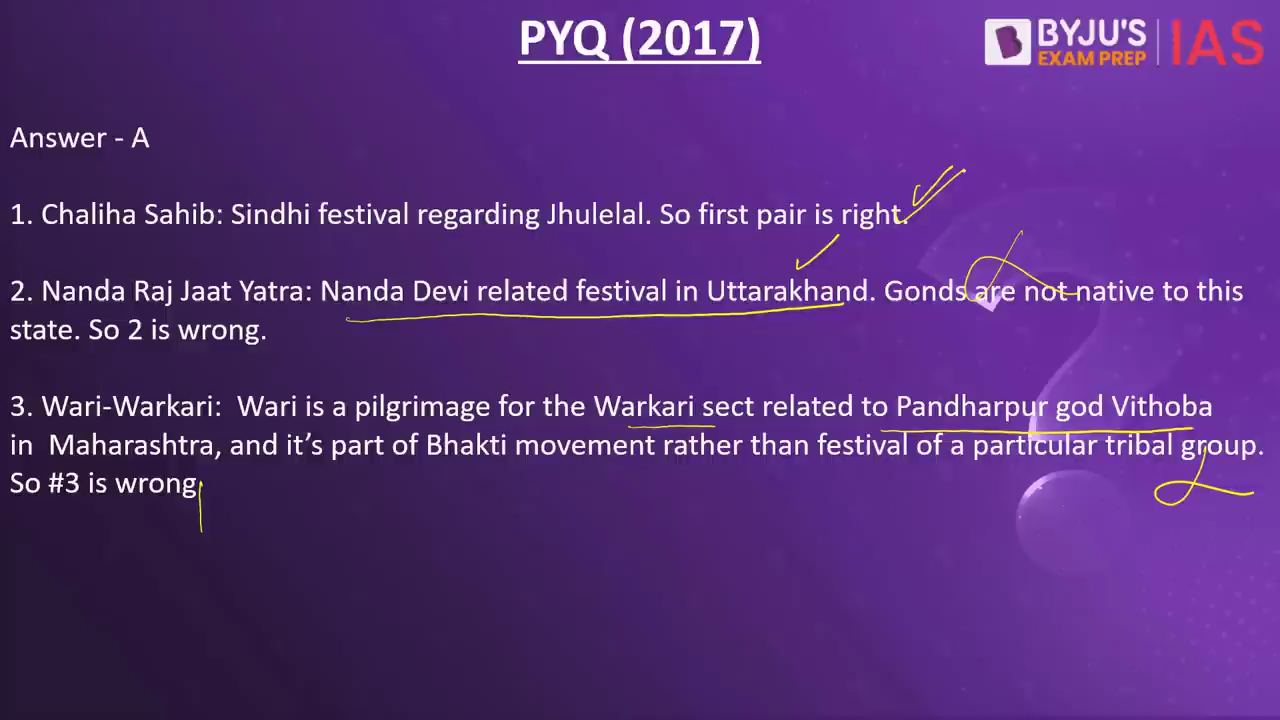 PYQ (2017)
BYJU'S
EXAM PREP
IAS
Answer - A
1. Chaliha Sahib: Sindhi festival regarding Jhulelal. So first pair is right.
2. Nanda Raj Jaat Yatra: Nanda Devi related festival in Uttarakhand. Gonds are not native to this
state. So 2 is wrong.
3. Wari-Warkari: Wari is a pilgrimage for the Warkari sect related to Pandharpur god Vithoba
in Maharashtra, and it's part of Bhakti movement rather than festival of a particular tribal group.
So #3 is wrong